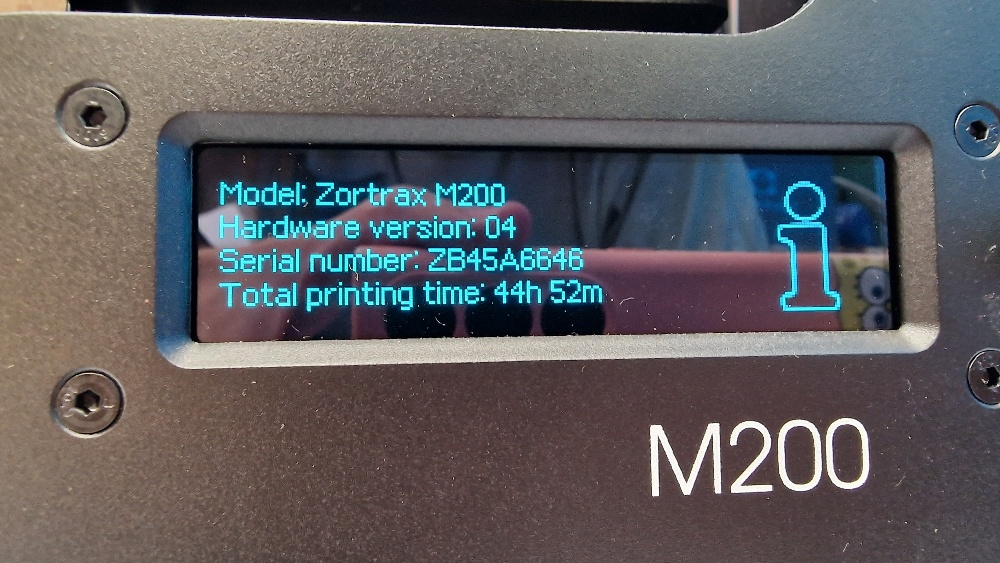 Model: Zortrax M200
Hardware version: 04
Serial number: ZB45A6646
Total printing time: 44h 52m
M200